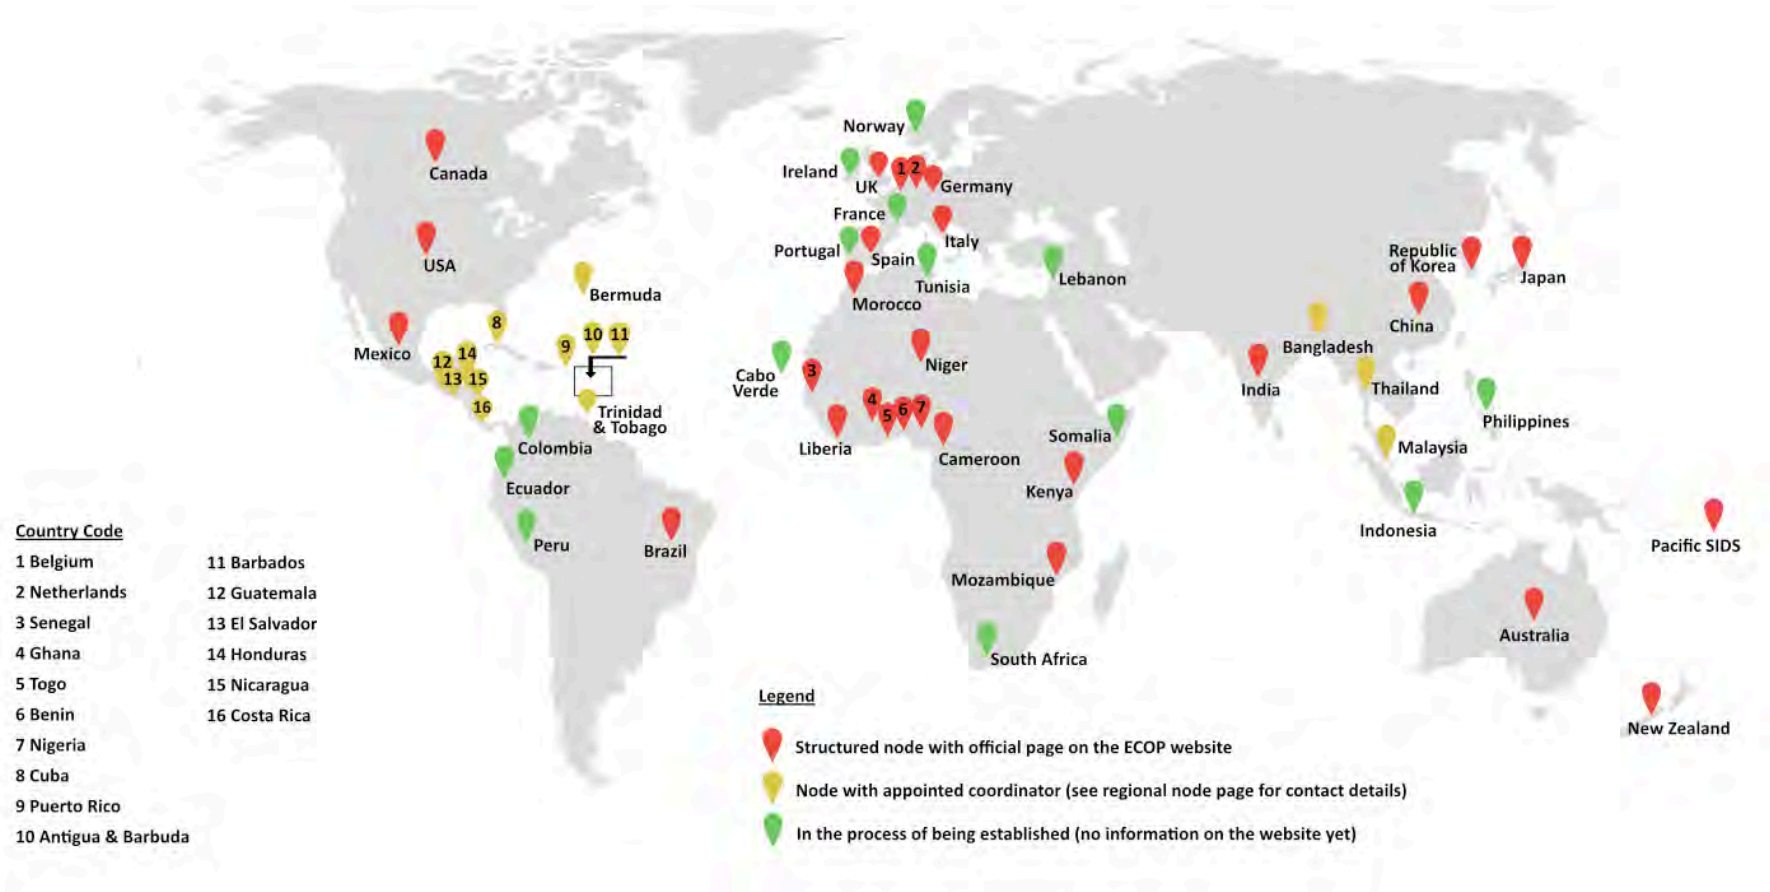 Norway
Ireland
UK
1
2
Germany
Canada
France
Italy
Portugal
Spain
Tunisia
Lebanon
Republic
of Korea
Japan
USA
Bermuda
Morocco
China
8
10
11
9
Mexico
12
14
13
15
16
Trinidad
& Tobago
Cabo
Verde
3
Niger
4
5
6
7
Liberia
Cameroon
Somalia
Kenya
India
Bangladesh
Thailand
Malaysia
Philippines
Indonesia
Colombia
Ecuador
Peru
Brazil
Mozambique
South Africa
Pacific SIDS
Australia
New Zealand
Country Code
1 Belgium
2 Netherlands
3 Senegal
4 Ghana
5 Togo
6 Benin
7 Nigeria
8 Cuba
9 Puerto Rico
10 Antigua & Barbuda
11 Barbados
12 Guatemala
13 El Salvador
14 Honduras
15 Nicaragua
16 Costa Rica
Legend
Structured node with official page on the ECOP website
Node with appointed coordinator (see regional node page for contact details)
In the process of being established (no information on the website yet)